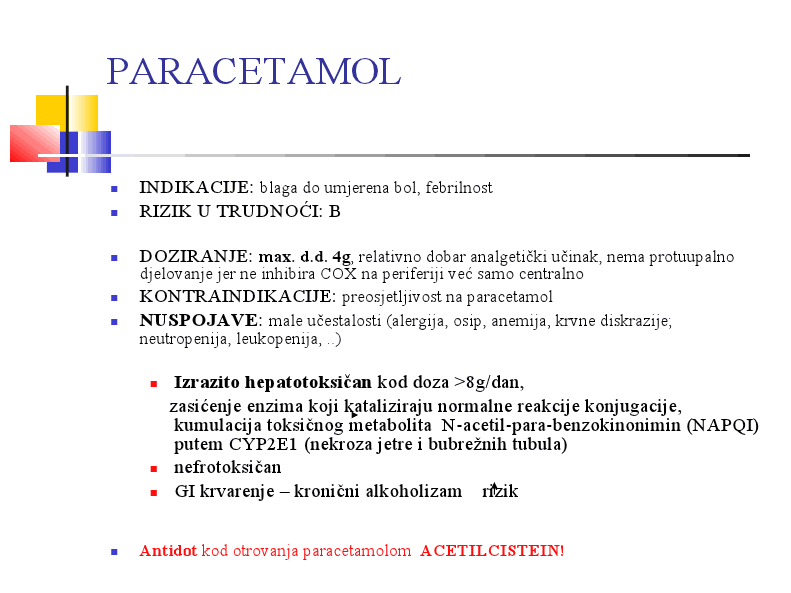 PARACETAMOL
INDIKACIJE: blaga do umjerena bol, febrilnost
RIZIK U TRUDNOĆI: B
DOZIRANJE: max. d.d. 4g, relativno dobar analgetički učinak, nema protuupalno
djelovanje jer ne inhibira COX na periferiji već samo centralno
KONTRAINDIKACIJE: preosjetljivost na paracetamol
NUSPOJAVE: male učestalosti (alergija, osip, anemija, krvne diskrazije;
neutropenija, leukopenija, ..)
Izrazito hepatotoksičan kod doza >8g/dan,
zasićenje enzima koji kataliziraju normalne reakcije konjugacije,
kumulacija toksičnog metabolita N-acetil-para-benzokinonimin (NAPQI)
putem CYP2E1 (nekroza jetre i bubrežnih tubula)
nefrotoksičan
GI krvarenje – kronični alkoholizam rizik
Antidot kod otrovanja paracetamolom ACETILCISTEIN!